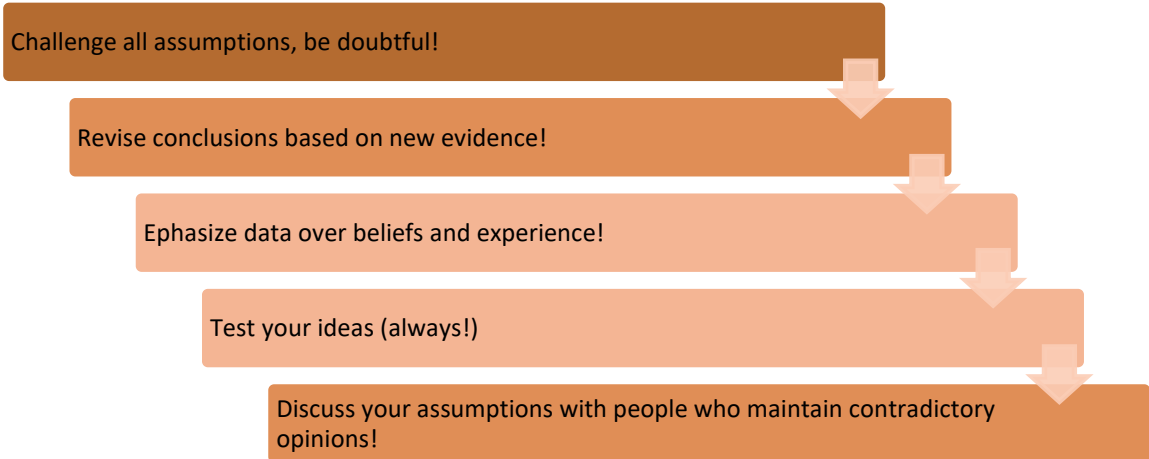 Challenge all assumptions, be doubtful!
Revise conclusions based on new evidence!
Ephasize data over beliefs and experience!
Test your ideas (always!)
Discuss your assumptions with people who maintain contradictory
opinions!